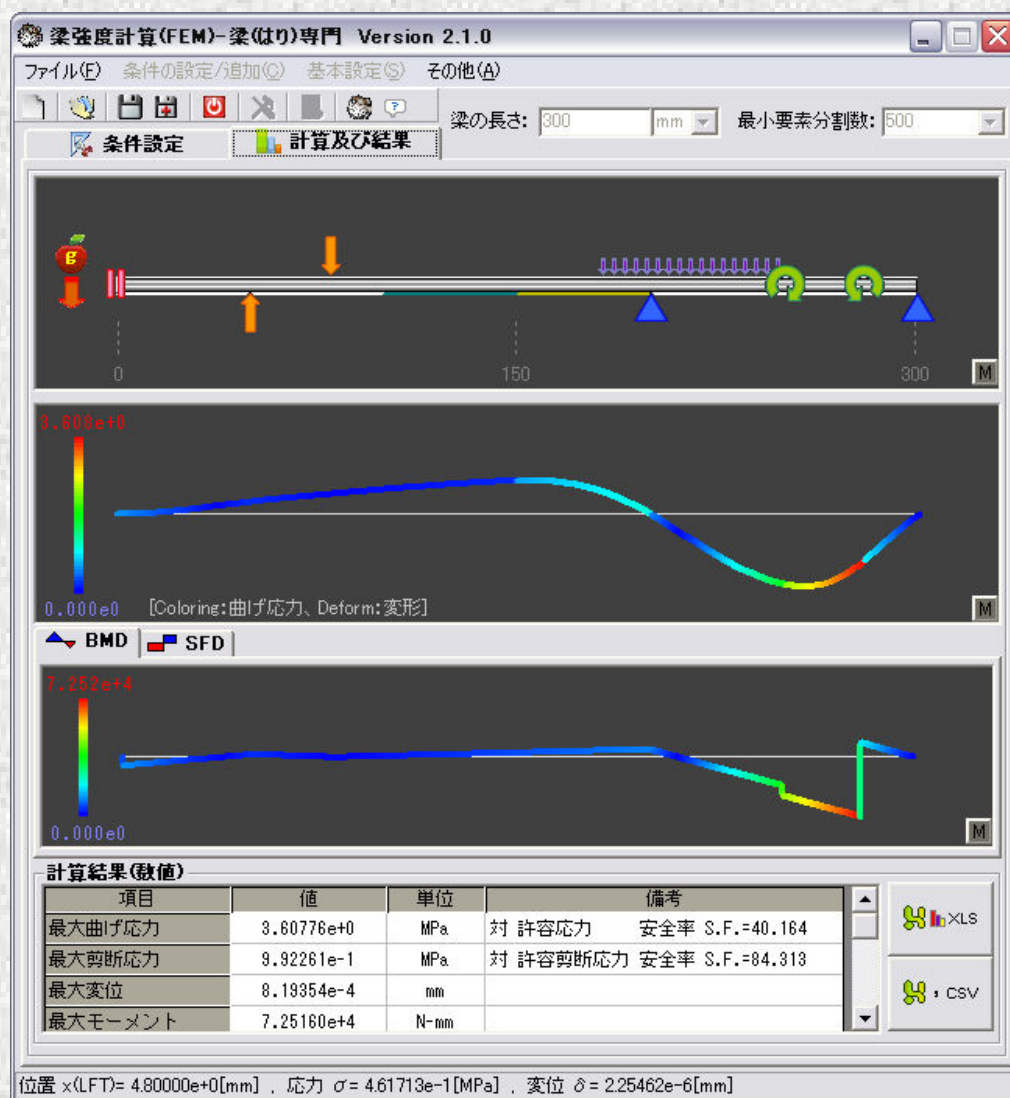 梁強度計算(FEM)-梁(はり)専門 Version 2.1.0
ファイル(F) 条件の設定/追加(C) 基本設定(S) その他(A)
梁の長さ: 300 mm 最小要素分割数: 500
条件設定 計算及び結果
g
0 150 300 M
3.608e+0
0.000e0 [Coloring:曲げ応力、Deform:変形] M
BMD SFD
7.252e+4
0.000e0 M
計算結果(数値)
項目 値 単位 備考
最大曲げ応力 3.60776e+0 MPa 対 許容応力 安全率 S.F.=40.164
最大剪断応力 9.92261e-1 MPa 対 許容剪断応力 安全率 S.F.=84.313
最大変位 8.19354e-4 mm
最大モーメント 7.25160e+4 N-mm
XLS
, CSV
位置 x(LFT)= 4.80000e+0[mm] , 応力 σ= 4.61713e-1[MPa] , 変位 δ= 2.25462e-6[mm]